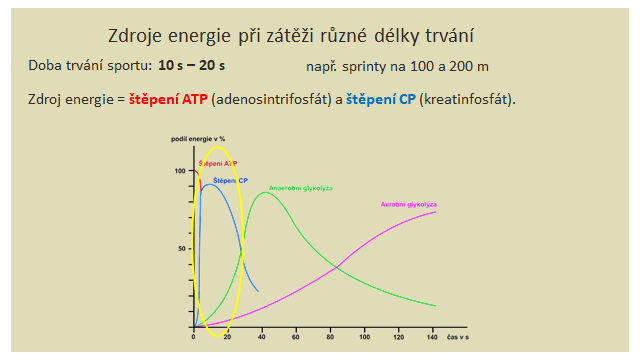 Zdroje energie při zátěži různé délky trvání
Doba trvání sportu: 10 s – 20 s
např. sprinty na 100 a 200 m
Zdroj energie = štěpení ATP (adenosintrifosfát) a štěpení CP (kreatinfosfát).
podíl energie v %
Štěpení ATP
100
Štěpení CP
Anaerobní glykolýza
Aerobní glykolýza
50
0 20 40 60 80 100 120 140 čas v s